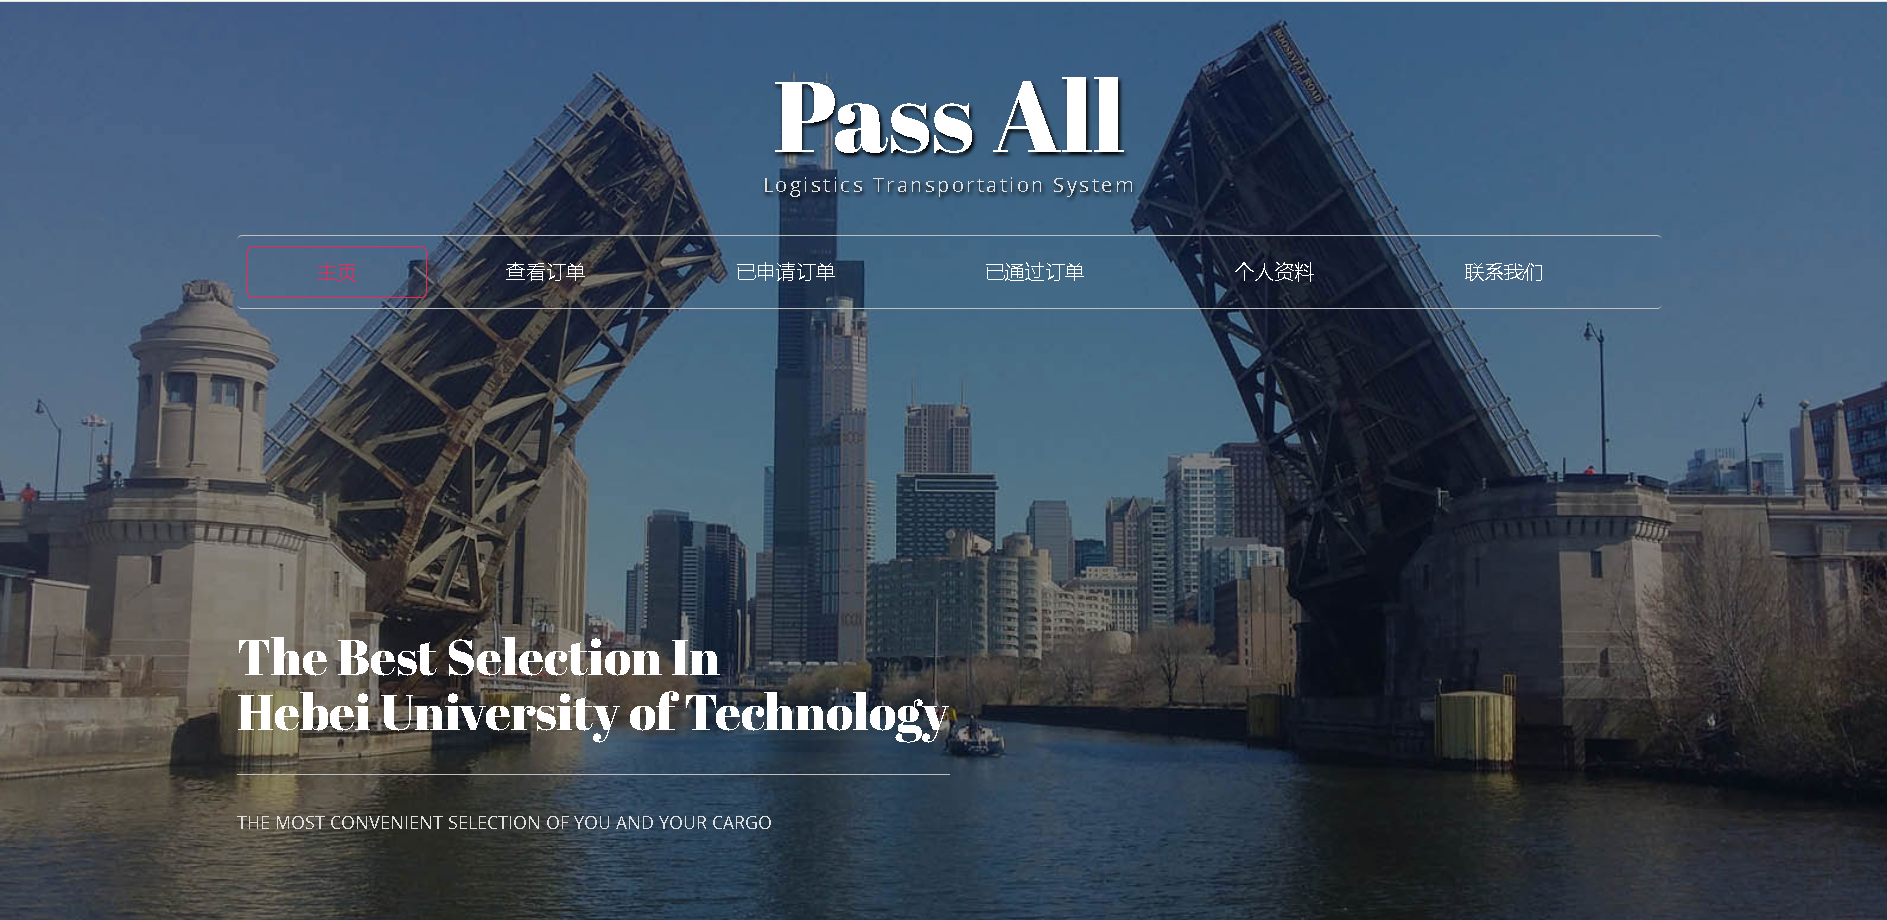 ROOSEVELT ROAD
Pass All
Logistics Transportation System
主页 查看订单 已申请订单 已通过订单 个人资料 联系我们
The Best Selection In
Hebei University of Technology
THE MOST CONVENIENT SELECTION OF YOU AND YOUR CARGO